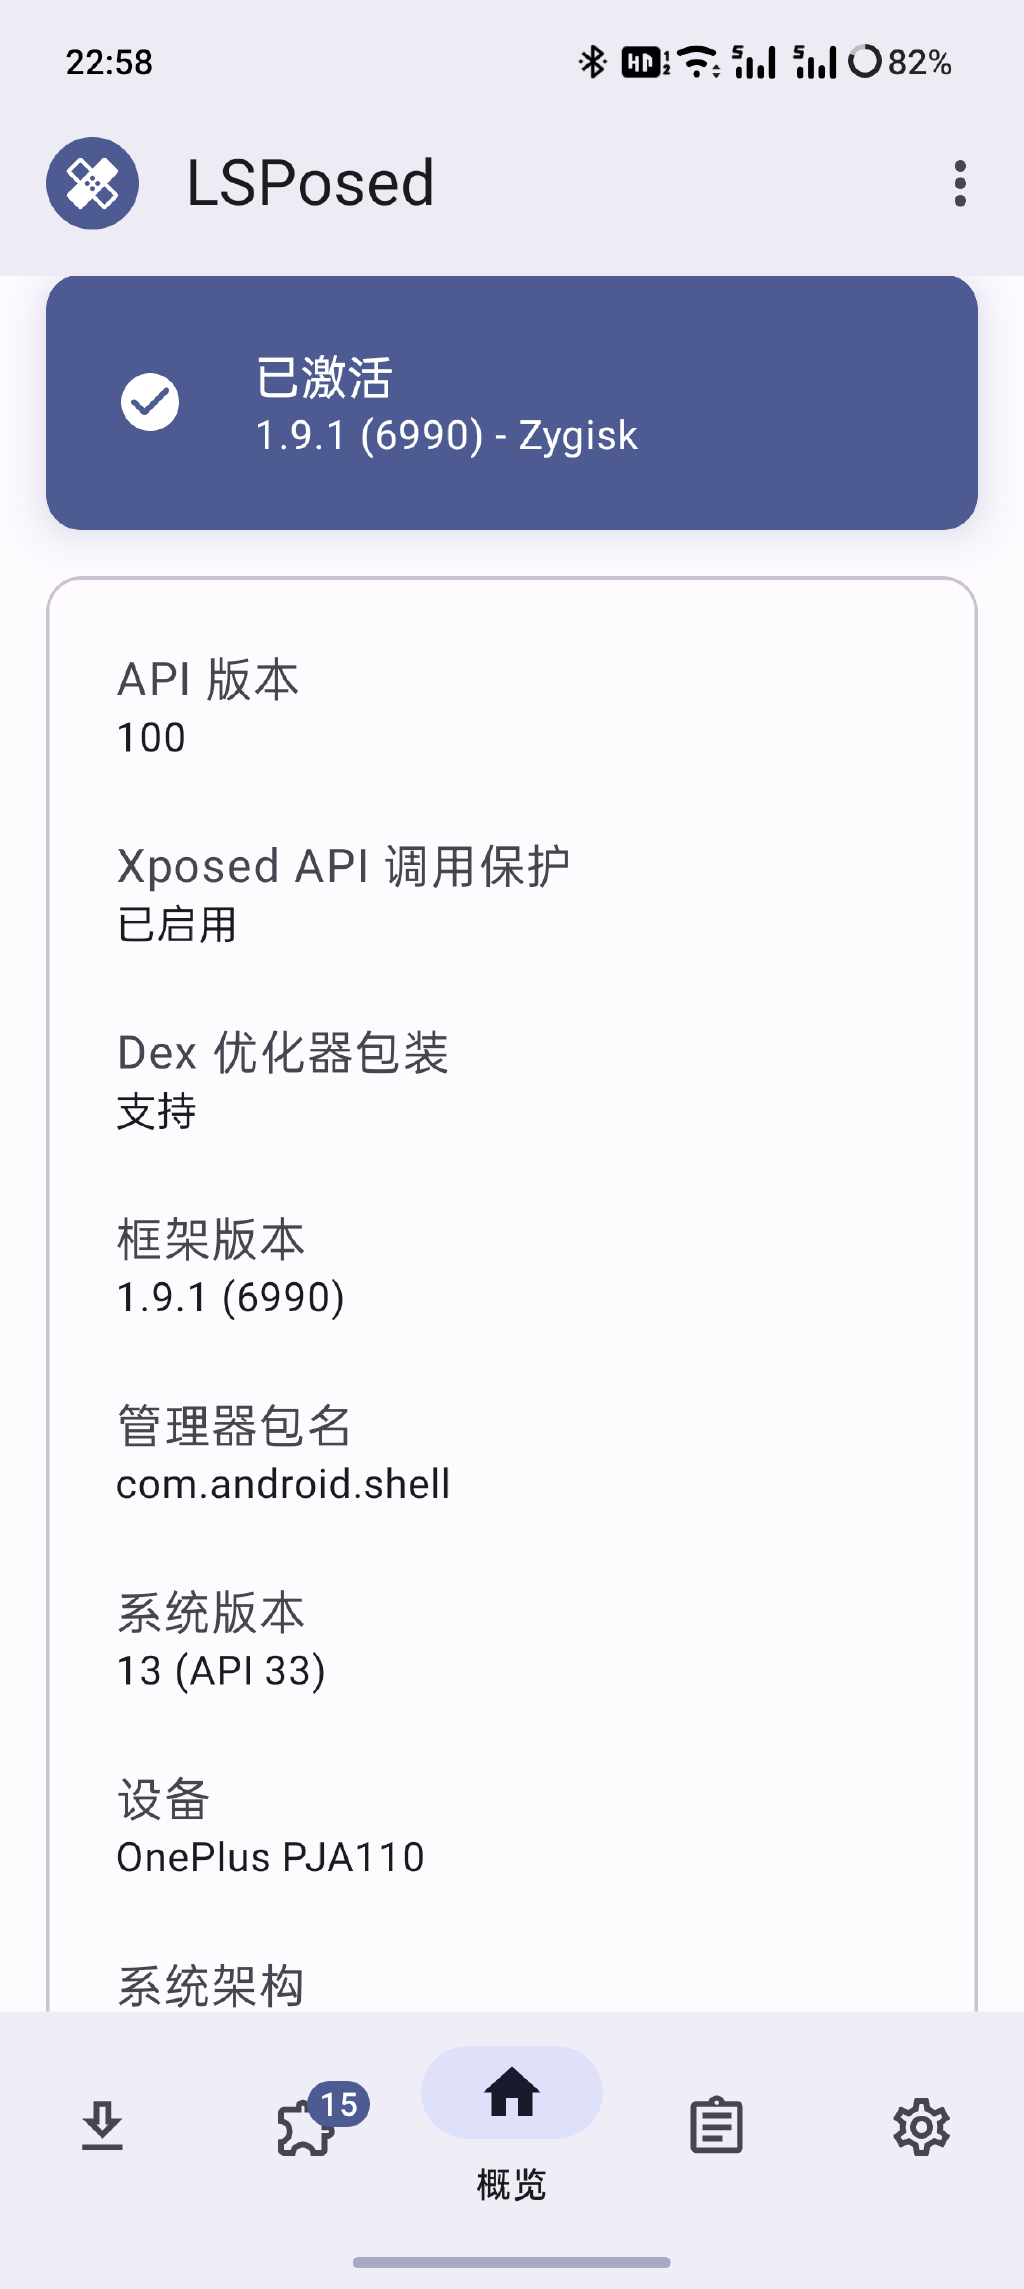 22:58
82%
LSPosed
已激活
1.9.1 (6990) - Zygisk
API 版本
100
Xposed API 调用保护
已启用
Dex 优化器包装
支持
框架版本
1.9.1 (6990)
管理器包名
com.android.shell
系统版本
13 (API 33)
设备
OnePlus PJA110
系统架构
15
概览